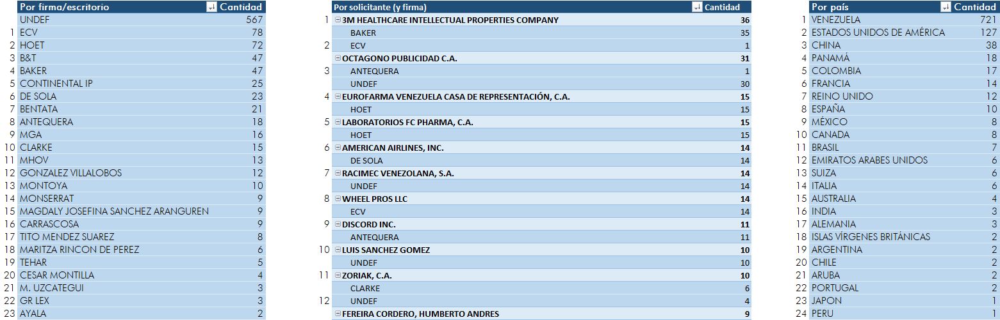 Por firma/escritorio Cantidad
UNDEF 567
1 ECV 78
2 HOET 72
3 B&T 47
4 BAKER 47
5 CONTINENTAL IP 25
6 DE SOLA 23
7 BENTATA 21
8 ANTEQUERA 18
9 MGA 16
10 CLARKE 15
11 MHOV 13
12 GONZALEZ VILLALOBOS 12
13 MONTOYA 10
14 MONSERRAT 9
15 MAGDALY JOSEFINA SANCHEZ ARANGUREN 9
16 CARRASCOSA 9
17 TITO MENDEZ SUAREZ 8
18 MARITZA RINCON DE PEREZ 6
19 TEHAR 5
20 CESAR MONTILLA 4
21 M. UZCATEGUI 3
22 GR LEX 3
23 AYALA 2
Por solicitante (y firma) Cantidad
1 3M HEALTHCARE INTELLECTUAL PROPERTIES COMPANY 36
BAKER 35
2 ECV 1
OCTAGONO PUBLICIDAD C.A. 31
3 ANTEQUERA 1
UNDEF 30
4 EUROFARMA VENEZUELA CASA DE REPRESENTACIÓN, C.A. 15
HOET 15
5 LABORATORIOS FC PHARMA, C.A. 15
HOET 15
6 AMERICAN AIRLINES, INC. 14
DE SOLA 14
7 RACIMEC VENEZOLANA, S.A. 14
UNDEF 14
8 WHEEL PROS LLC 14
ECV 14
9 DISCORD INC. 11
ANTEQUERA 11
10 LUIS SANCHEZ GOMEZ 10
UNDEF 10
11 ZORIAK, C.A. 10
CLARKE 6
12 UNDEF 4
FEREIRA CORDERO, HUMBERTO ANDRES 9
Por país Cantidad
1 VENEZUELA 721
2 ESTADOS UNIDOS DE AMÉRICA 127
3 CHINA 38
4 PANAMÁ 18
5 COLOMBIA 17
6 FRANCIA 14
7 REINO UNIDO 12
8 ESPAÑA 10
9 MÉXICO 8
10 CANADA 8
11 BRASIL 7
12 EMIRATOS ARABES UNIDOS 6
13 SUIZA 6
14 ITALIA 6
15 AUSTRALIA 4
16 INDIA 3
17 ALEMANIA 3
18 ISLAS VÍRGENES BRITÁNICAS 2
19 ARGENTINA 2
20 CHILE 2
21 ARUBA 2
22 PORTUGAL 2
23 JAPON 1
24 PERU 1